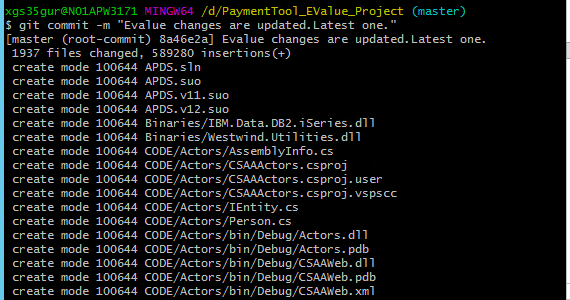 xgs35gur@NO1APW3171 MINGW64 /d/PaymentTool_EValue_Project (master)
$ git commit -m "Evalue changes are updated.Latest one."
[master (root-commit) 8a46e2a] Evalue changes are updated.Latest one.
1937 files changed, 589280 insertions(+)
create mode 100644 APDS.sln
create mode 100644 APDS.suo
create mode 100644 APDS.v11.suo
create mode 100644 APDS.v12.suo
create mode 100644 Binaries/IBM.Data.DB2.iSeries.dll
create mode 100644 Binaries/Westwind.Utilities.dll
create mode 100644 CODE/Actors/AssemblyInfo.cs
create mode 100644 CODE/Actors/CSAAActors.csproj
create mode 100644 CODE/Actors/CSAAActors.csproj.user
create mode 100644 CODE/Actors/CSAAActors.csproj.vspscc
create mode 100644 CODE/Actors/IEntity.cs
create mode 100644 CODE/Actors/Person.cs
create mode 100644 CODE/Actors/bin/Debug/Actors.dll
create mode 100644 CODE/Actors/bin/Debug/Actors.pdb
create mode 100644 CODE/Actors/bin/Debug/CSAAWeb.dll
create mode 100644 CODE/Actors/bin/Debug/CSAAWeb.pdb
create mode 100644 CODE/Actors/bin/Debug/CSAAWeb.xml